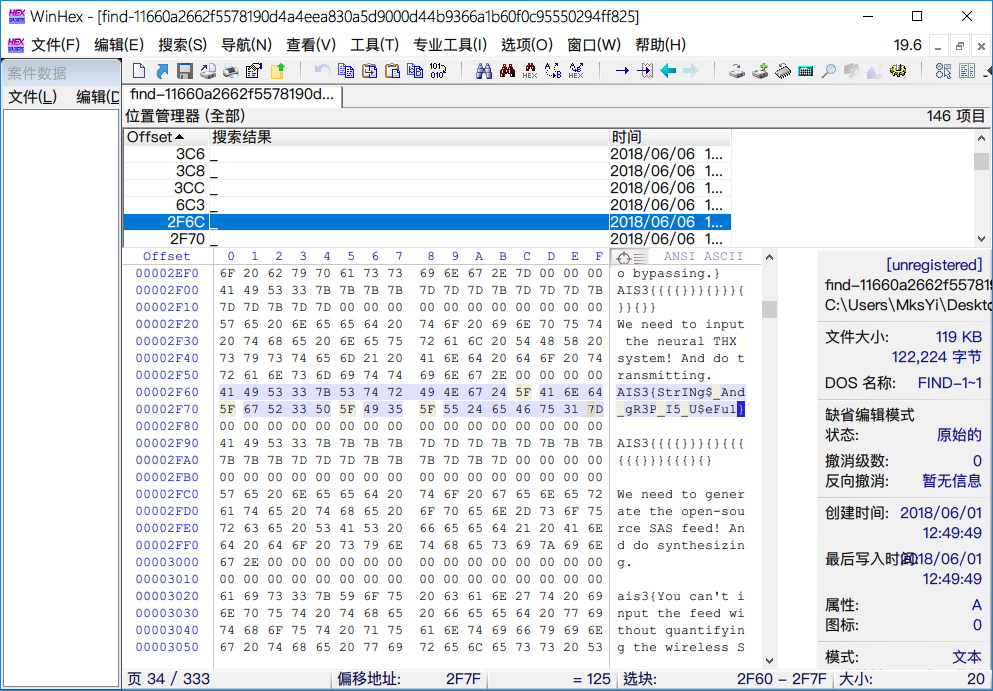 WinHex - [find-11660a2662f5578190d4a4eea830a5d9000d44b9366a1b60f0c95550294ff825]
文件(F) 编辑(E) 搜索(S) 导航(N) 查看(V) 工具(T) 专业工具(I) 选项(O) 窗口(W) 帮助(H) 19.6
案件数据
文件(L) 编辑(D
find-11660a2662f5578190d...
位置管理器 (全部) 146 项目
Offset 搜索结果 时间
3C6 _ 2018/06/06 1...
3C8 _ 2018/06/06 1...
3CC _ 2018/06/06 1...
6C3 _ 2018/06/06 1...
2F6C _ 2018/06/06 1...
2F70 _ 2018/06/06 1...
Offset 0 1 2 3 4 5 6 7 8 9 A B C D E F ANSI ASCII
00002EF0 6F 20 62 79 70 61 73 73 69 6E 67 2E 7D 00 00 00 o bypassing.}
00002F00 41 49 53 33 7B 7B 7B 7B 7D 7D 7D 7B 7D 7D 7D 7B AIS3{{{{}}}{}}}{
00002F10 7D 7D 7B 7D 7D 00 00 00 00 00 00 00 00 00 00 00 }}{}}
00002F20 57 65 20 6E 65 65 64 20 74 6F 20 69 6E 70 75 74 We need to input
00002F30 20 74 68 65 20 6E 65 75 72 61 6C 20 54 48 58 20 the neural THX
00002F40 73 79 73 74 65 6D 21 20 41 6E 64 20 64 6F 20 74 system! And do t
00002F50 72 61 6E 73 6D 69 74 74 69 6E 67 2E 00 00 00 00 ransmitting.
00002F60 41 49 53 33 7B 53 74 72 49 4E 67 24 5F 41 6E 64 AIS3{StrINg$_And
00002F70 5F 67 52 33 50 5F 49 35 5F 55 24 65 46 75 31 7D _gR3P_I5_U$eFu1}
00002F80 00 00 00 00 00 00 00 00 00 00 00 00 00 00 00 00
00002F90 41 49 53 33 7B 7B 7B 7B 7D 7D 7D 7B 7D 7B 7B 7B AIS3{{{{}}}{}{{{
00002FA0 7B 7B 7B 7D 7D 7D 7B 7B 7B 7D 7B 7D 00 00 00 00 {{{}}}{{{}{}
00002FB0 00 00 00 00 00 00 00 00 00 00 00 00 00 00 00 00
00002FC0 57 65 20 6E 65 65 64 20 74 6F 20 67 65 6E 65 72 We need to gener
00002FD0 61 74 65 20 74 68 65 20 6F 70 65 6E 2D 73 6F 75 ate the open-sou
00002FE0 72 63 65 20 53 41 53 20 66 65 65 64 21 20 41 6E rce SAS feed! An
00002FF0 64 20 64 6F 20 73 79 6E 74 68 65 73 69 7A 69 6E d do synthesizin
00003000 67 2E 00 00 00 00 00 00 00 00 00 00 00 00 00 00 g.
00003010 00 00 00 00 00 00 00 00 00 00 00 00 00 00 00 00
00003020 61 69 73 33 7B 59 6F 75 20 63 61 6E 27 74 20 69 ais3{You can't i
00003030 6E 70 75 74 20 74 68 65 20 66 65 65 64 20 77 69 nput the feed wi
00003040 74 68 6F 75 74 20 71 75 61 6E 74 69 66 79 69 6E thout quantifyin
00003050 67 20 74 68 65 20 77 69 72 65 6C 65 73 73 20 53 g the wireless S
[unregistered]
find-11660a2662f557819
C:\Users\MksYi\Deskto
文件大小: 119 KB
122,224 字节
DOS 名称: FIND-1~1
缺省编辑模式
状态: 原始的
撤消级数: 0
反向撤消: 暂无信息
创建时间: 2018/06/01
12:49:49
最后写入时间: 2018/06/01
12:49:49
属性: A
图标: 0
模式: 文本
页 34 / 333 偏移地址: 2F7F = 125 选块: 2F60 - 2F7F 大小: 20